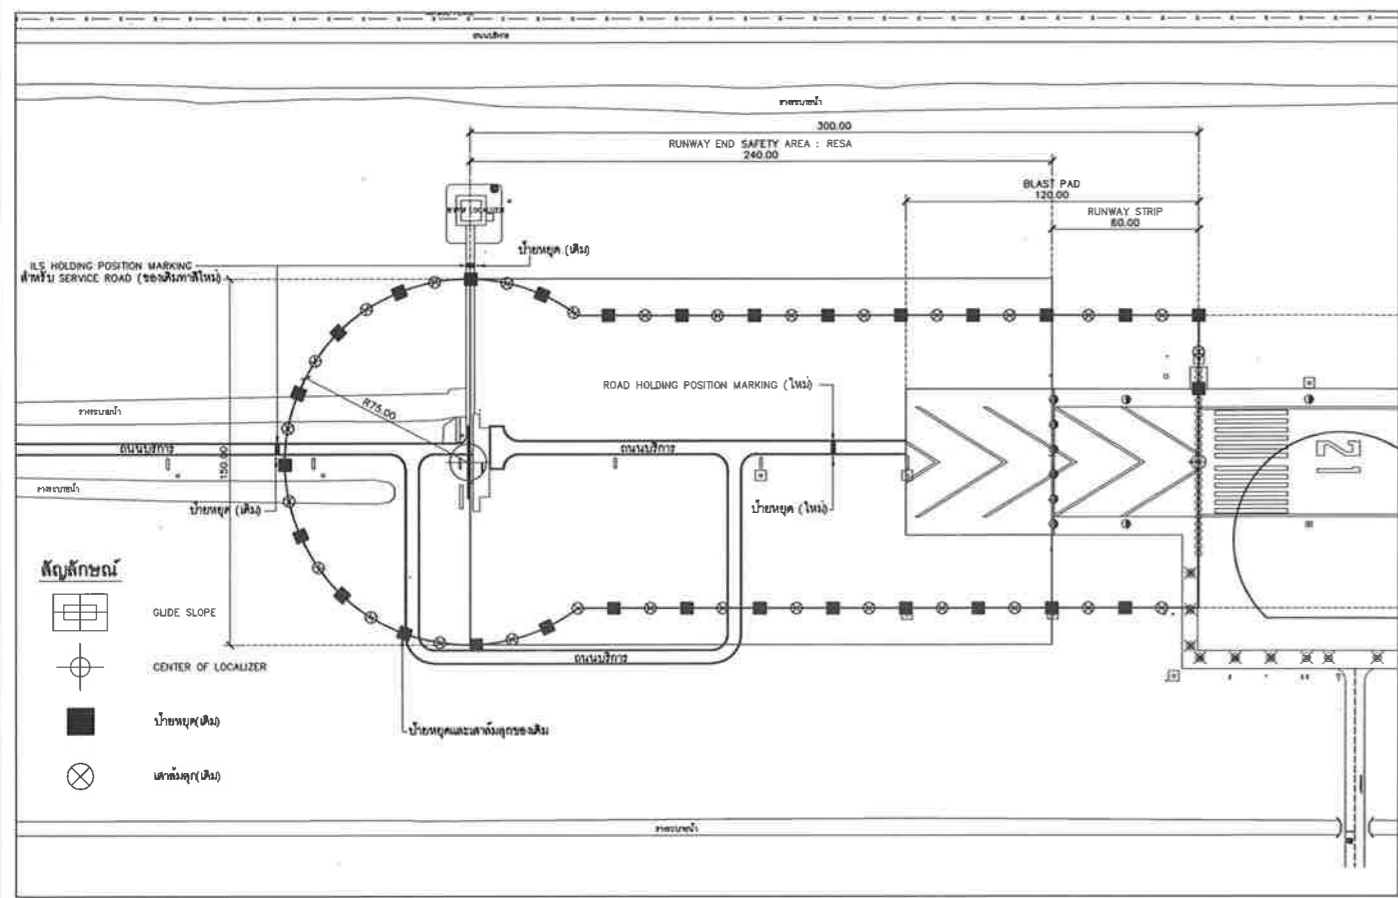 ถนนบริการ
รางระบายน้ำ
300.00
RUNWAY END SAFETY AREA : RESA
240.00
BLAST PAD
120.00
RUNWAY STRIP
60.00
ป้ายหยุด (เดิม)
ILS HOLDING POSITION MARKING
สำหรับ SERVICE ROAD (ของเดิมทาสีใหม่)
ROAD HOLDING POSITION MARKING (ใหม่)
R75.00
รางระบายน้ำ
ถนนบริการ
150.00
ถนนบริการ
21
รางระบายน้ำ
ป้ายหยุด (เดิม)
ป้ายหยุด (ใหม่)
สัญลักษณ์
GLIDE SLOPE
CENTER OF LOCALIZER
ป้ายหยุด(เดิม)
เสาล้มลุก(เดิม)
ถนนบริการ
ป้ายหยุดและเสาล้มลุกของเดิม
รางระบายน้ำ